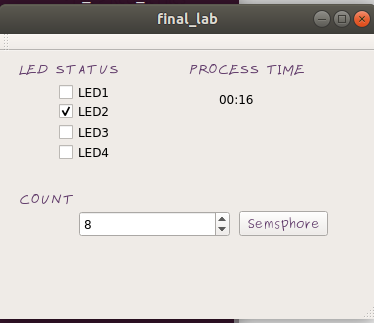 final_lab
LED STATUS
PROCESS TIME
LED1
00:16
LED2
LED3
LED4
COUNT
8
Semsphore